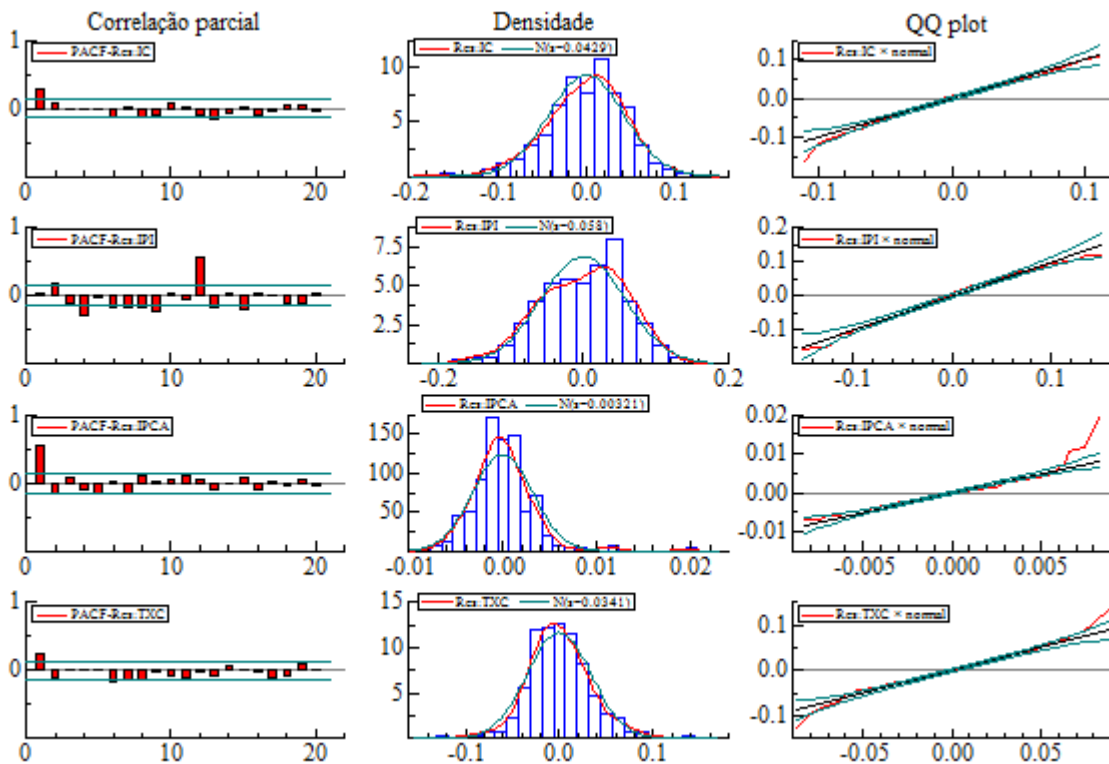 Correlação parcial Densidade QQ plot
1 PACF-Res.IC
0
0 10 20
Res.IC N(s=0.0429)
10
5
-0.2 -0.1 0.0 0.1
Res.IC × normal
0.1
0.0
-0.1
-0.1 0.0 0.1
1 PACF-Res.IPI
0
0 10 20
Res.IPI N(s=0.058)
7.5
5.0
2.5
-0.2 0.0 0.2
0.2 Res.IPI × normal
0.1
0.0
-0.1
-0.1 0.0 0.1
1 PACF-Res.IPCA
0
0 10 20
Res.IPCA N(s=0.00321)
150
100
50
-0.01 0.00 0.01 0.02
0.02 Res.IPCA × normal
0.01
0.00
-0.01
-0.005 0.000 0.005
1 PACF-Res.TXC
0
0 10 20
15 Res.TXC N(s=0.0341)
10
5
-0.1 0.0 0.1
Res.TXC × normal
0.1
0.0
-0.1
-0.05 0.00 0.05